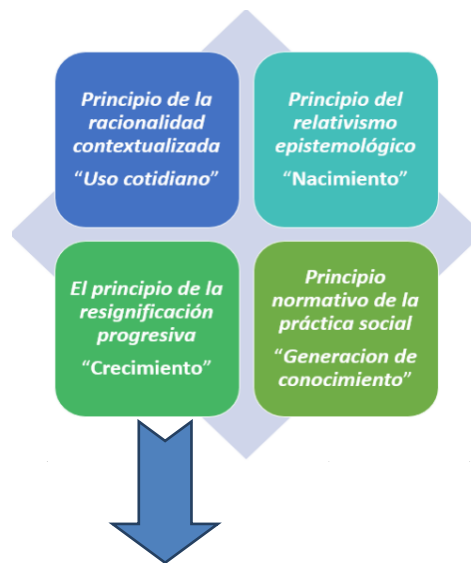 Principio de la
racionalidad
contextualizada
“Uso cotidiano”
Principio del
relativismo
epistemológico
“Nacimiento”
El principio de la
resignificación
progresiva
“Crecimiento”
Principio
normativo de la
práctica social
“Generacion de
conocimiento”